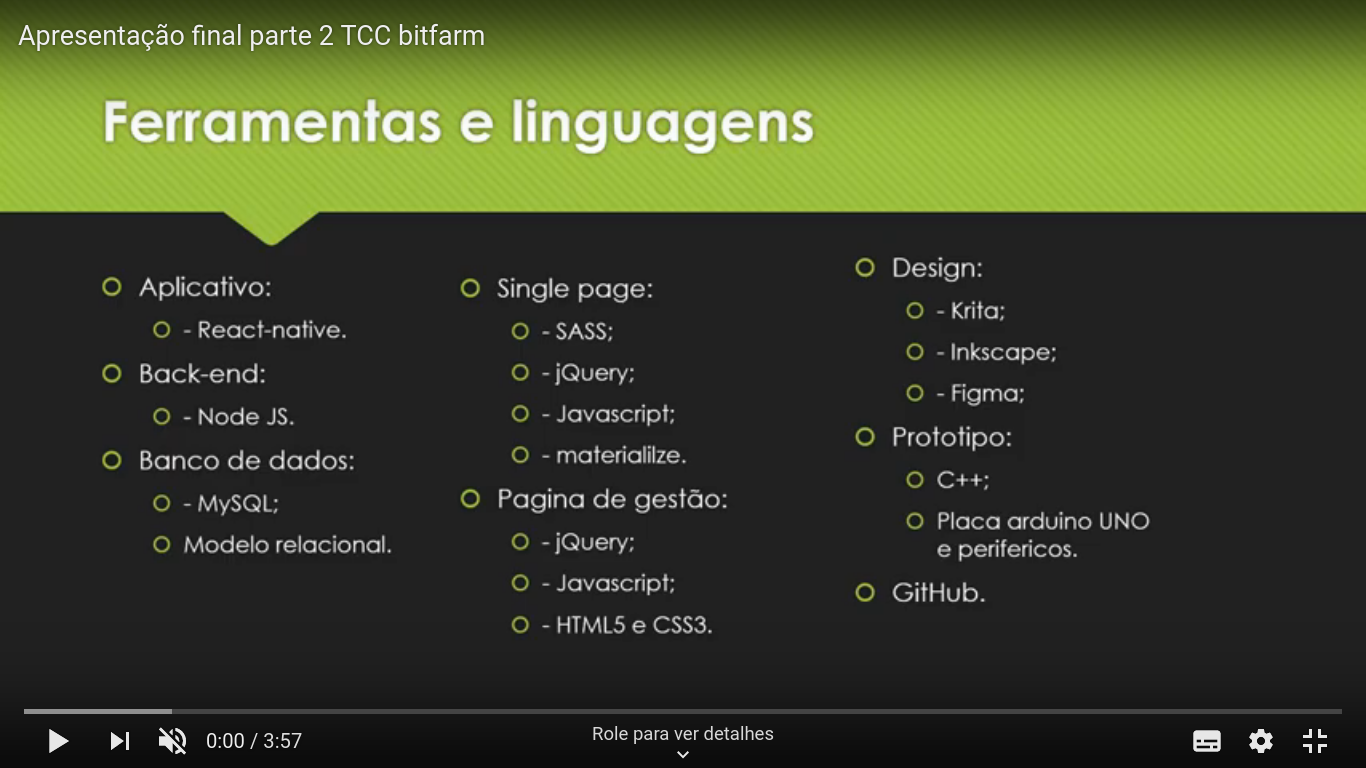 Apresentação final parte 2 TCC bitfarm
Ferramentas e linguagens
Aplicativo:
- React-native.
Back-end:
- Node JS.
Banco de dados:
- MySQL;
Modelo relacional.
Single page:
- SASS;
- jQuery;
- Javascript;
- materialilze.
Pagina de gestão:
- jQuery;
- Javascript;
- HTML5 e CSS3.
Design:
- Krita;
- Inkscape;
- Figma;
Prototipo:
C++;
Placa arduino UNO
e perifericos.
GitHub.
0:00 / 3:57
Role para ver detalhes